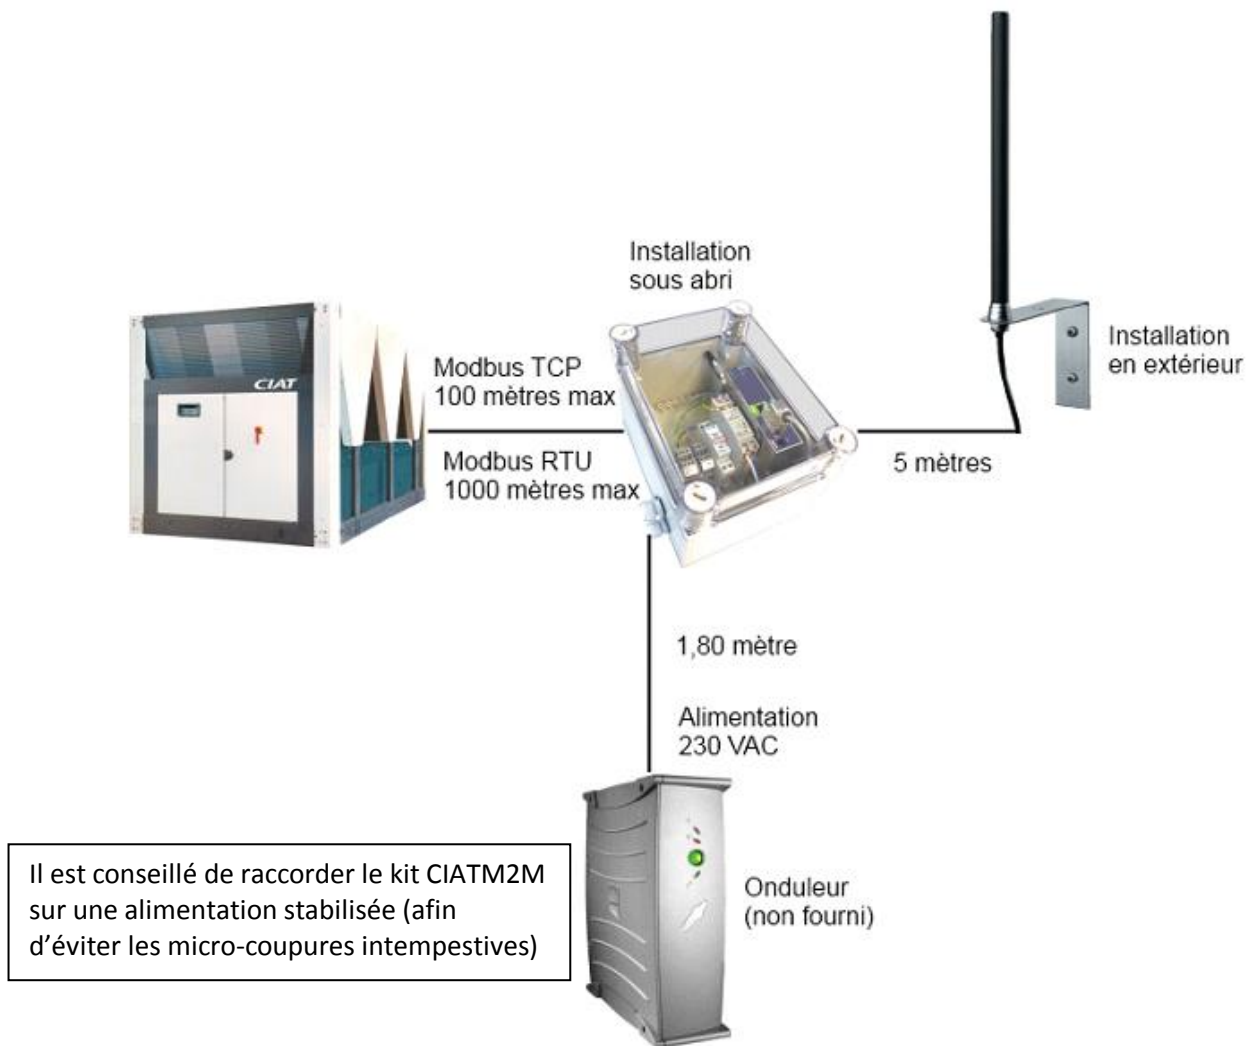 Installation
sous abri
Installation
en extérieur
CIAT
Modbus TCP
100 mètres max
Modbus RTU
1000 mètres max
5 mètres
1,80 mètre
Alimentation
230 VAC
Onduleur
(non fourni)
Il est conseillé de raccorder le kit CIATM2M
sur une alimentation stabilisée (afin
d’éviter les micro-coupures intempestives)